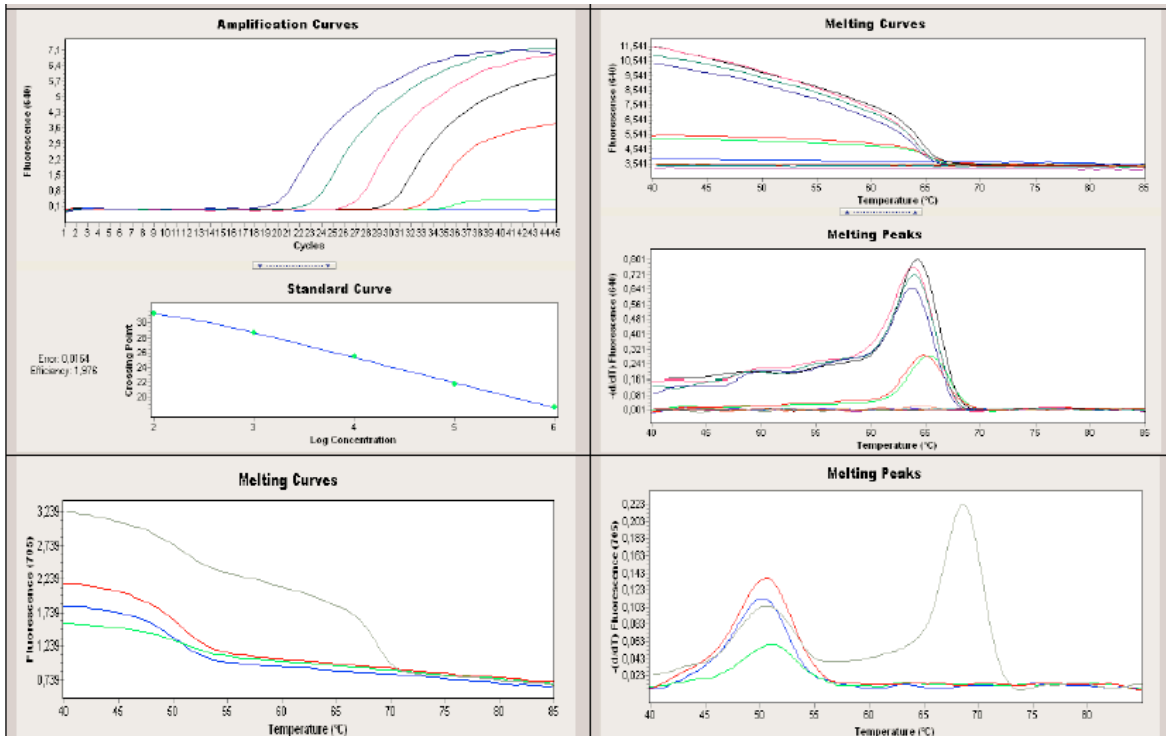 Amplification Curves
Fluorescence (640)
7,1
6,4
5,7
5
4,3
3,6
2,9
2,2
1,5
0,8
0,1
1 2 3 4 5 6 7 8 9 10 11 12 13 14 15 16 17 18 19 20 21 22 23 24 25 26 27 28 29 30 31 32 33 34 35 36 37 38 39 40 41 42 43 44 45
Cycles
Standard Curve
Error: 0,0164
Efficiency: 1,976
Crossing Point
30
28
26
24
22
20
2 3 4 5 6
Log Concentration
Melting Curves
Fluorescence (640)
11,541
10,541
9,541
8,541
7,541
6,541
5,541
4,541
3,541
40 45 50 55 60 65 70 75 80 85
Temperature (°C)
Melting Peaks
-(d/dT) Fluorescence (640)
0,801
0,721
0,641
0,561
0,481
0,401
0,321
0,241
0,161
0,081
0,001
40 45 50 55 60 65 70 75 80 85
Temperature (°C)
Melting Curves
Fluorescence (705)
3,239
2,739
2,239
1,739
1,239
0,739
40 45 50 55 60 65 70 75 80 85
Temperature (°C)
Melting Peaks
-(d/dT) Fluorescence (705)
0,223
0,203
0,183
0,163
0,143
0,123
0,103
0,083
0,063
0,043
0,023
40 45 50 55 60 65 70 75 80
Temperature (°C)